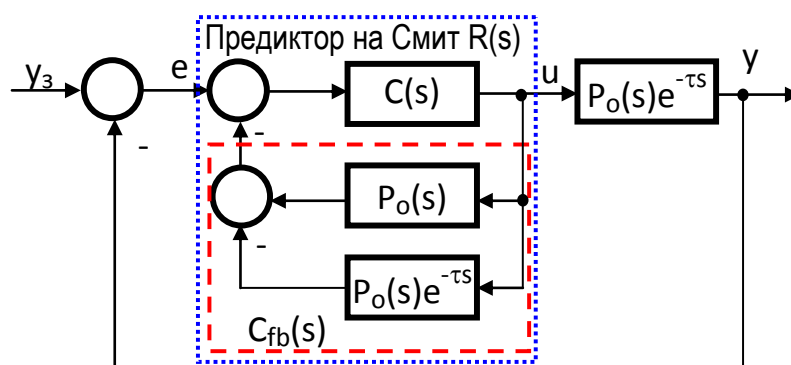 Предиктор на Смит R(s)
yз
e
C(s)
u
Po(s)e-τs
y
-
-
Po(s)
-
Po(s)e-τs
Cfb(s)